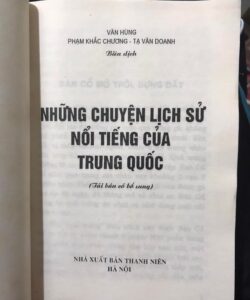 VĂN HÙNG
PHẠM KHẮC CHƯƠNG - TẠ VĂN DOANH
Biên dịch
NHỮNG CHUYỆN LỊCH SỬ
NỔI TIẾNG CỦA
TRUNG QUỐC
(Tái bản có bổ sung)
NHÀ XUẤT BẢN THANH NIÊN
HÀ NỘI